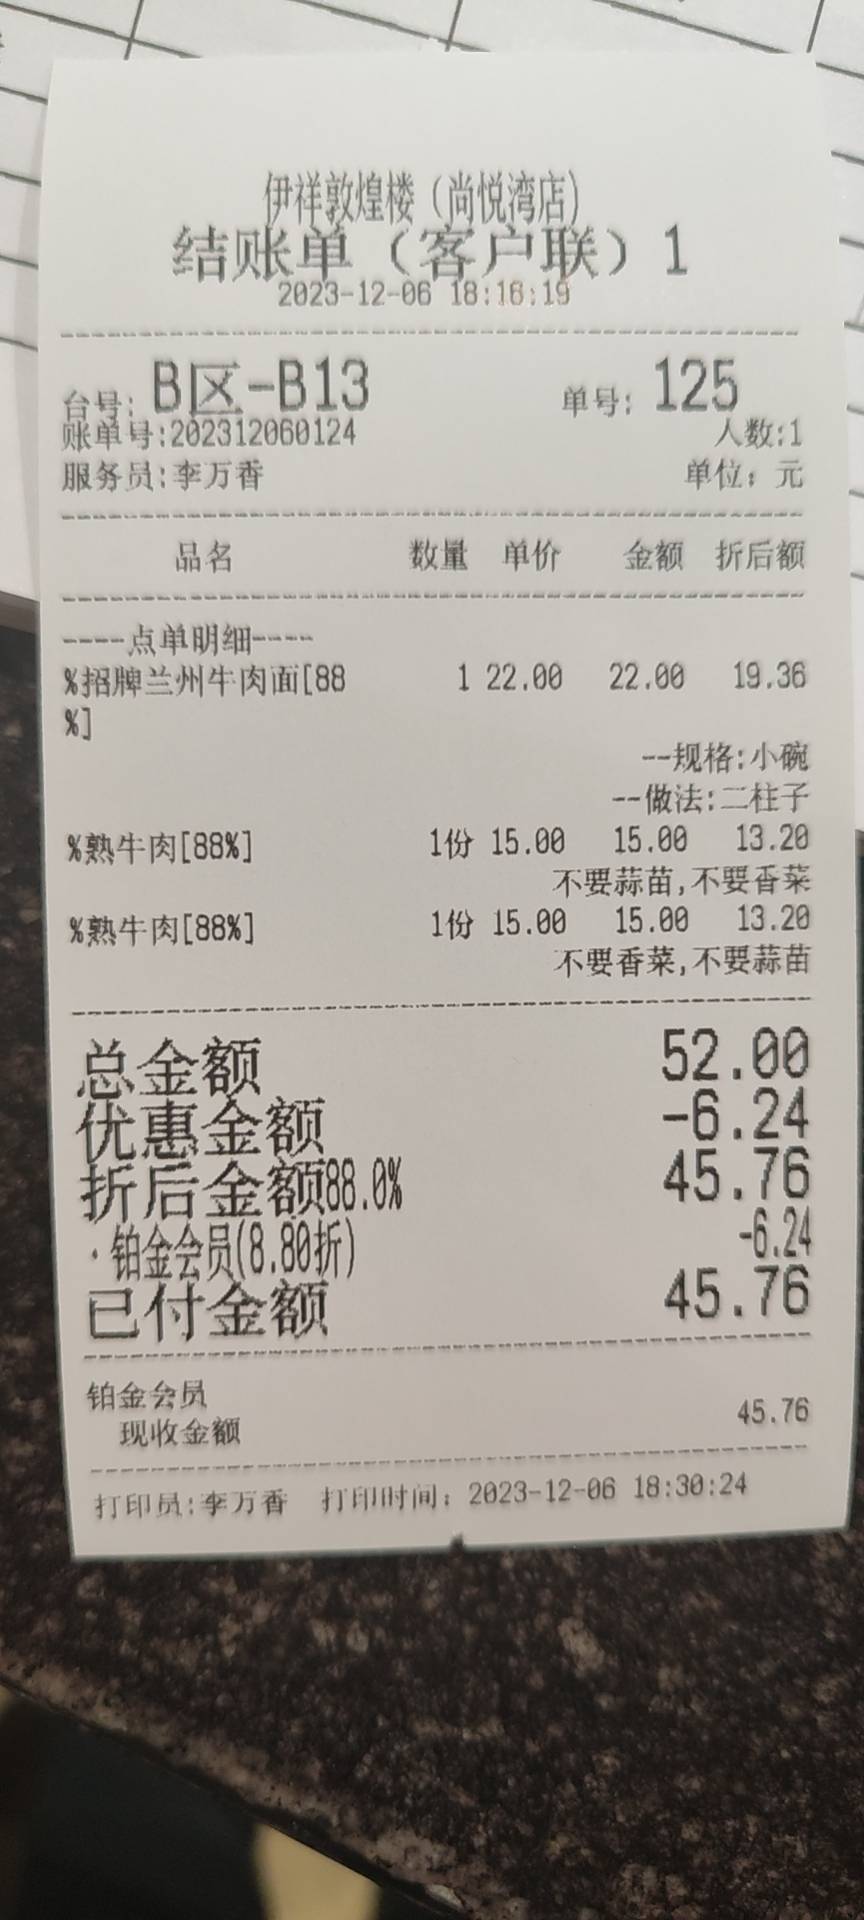 伊祥敦煌楼（尚悦湾店）
结账单（客户联）1
2023-12-06 18:16:19
台号: B区-B13 单号: 125
账单号:202312060124 人数:1
服务员:李万香 单位: 元
品名 数量 单价 金额 折后额
----点单明细----
%招牌兰州牛肉面[88 1 22.00 22.00 19.36
%]
--规格:小碗
--做法:二柱子
%熟牛肉[88%] 1份 15.00 15.00 13.20
不要蒜苗,不要香菜
%熟牛肉[88%] 1份 15.00 15.00 13.20
不要香菜,不要蒜苗
总金额 52.00
优惠金额 -6.24
折后金额88.0% 45.76
·铂金会员(8.80折) -6.24
已付金额 45.76
铂金会员
现收金额 45.76
打印员:李万香 打印时间: 2023-12-06 18:30:24